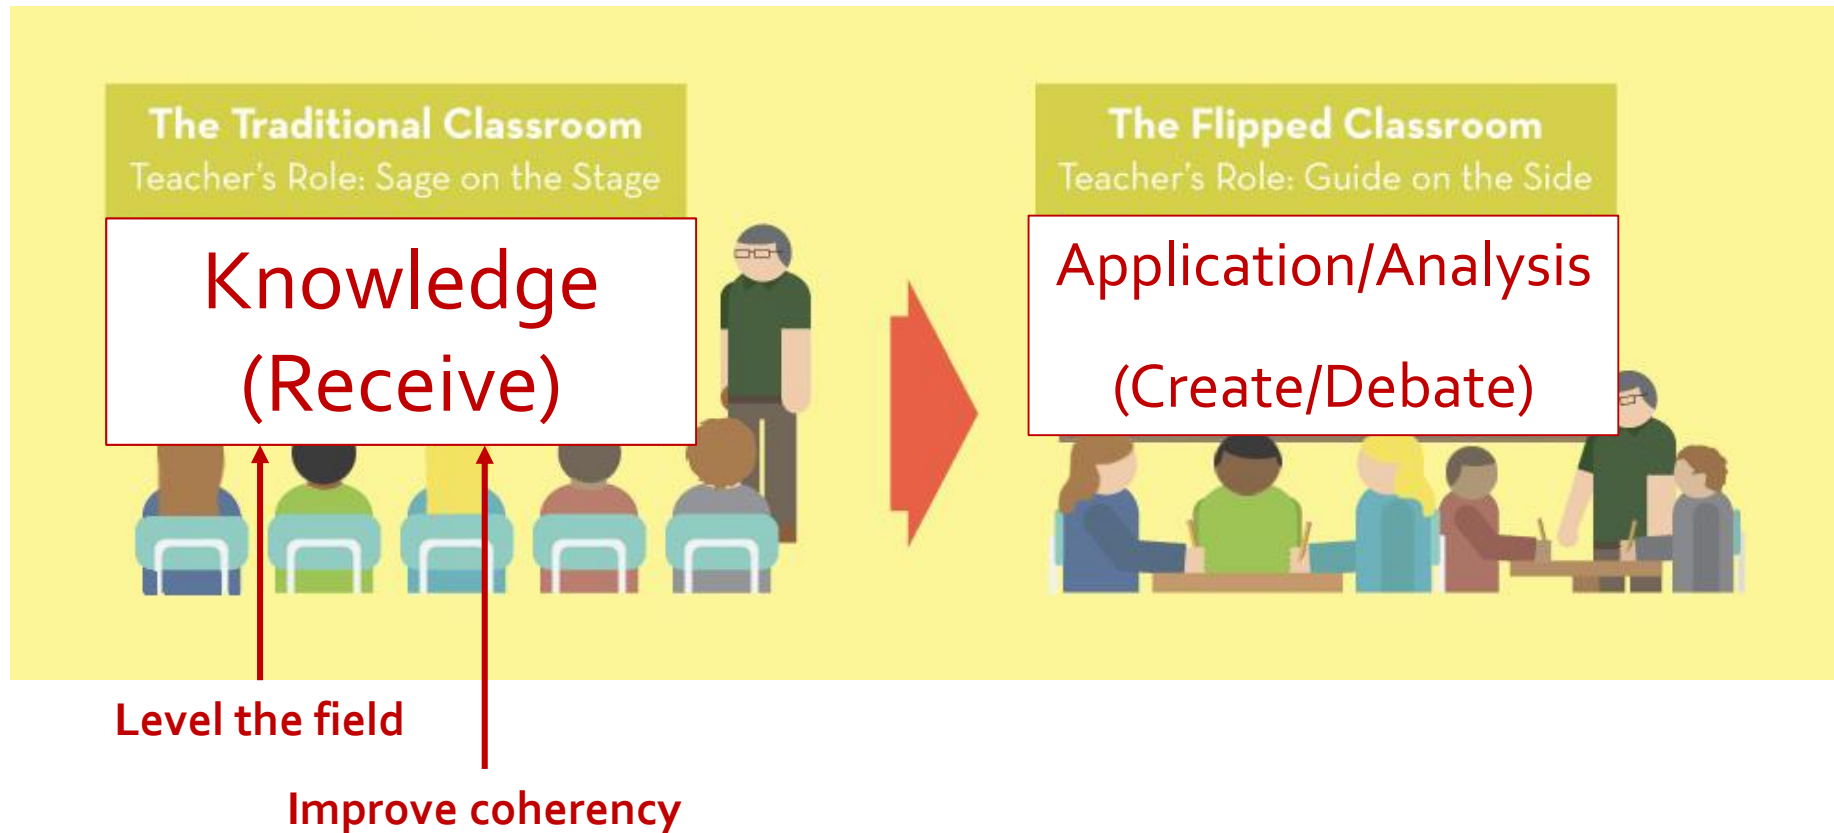 The Traditional Classroom
Teacher's Role: Sage on the Stage
Knowledge
(Receive)
The Flipped Classroom
Teacher's Role: Guide on the Side
Application/Analysis
(Create/Debate)
Level the field
Improve coherency